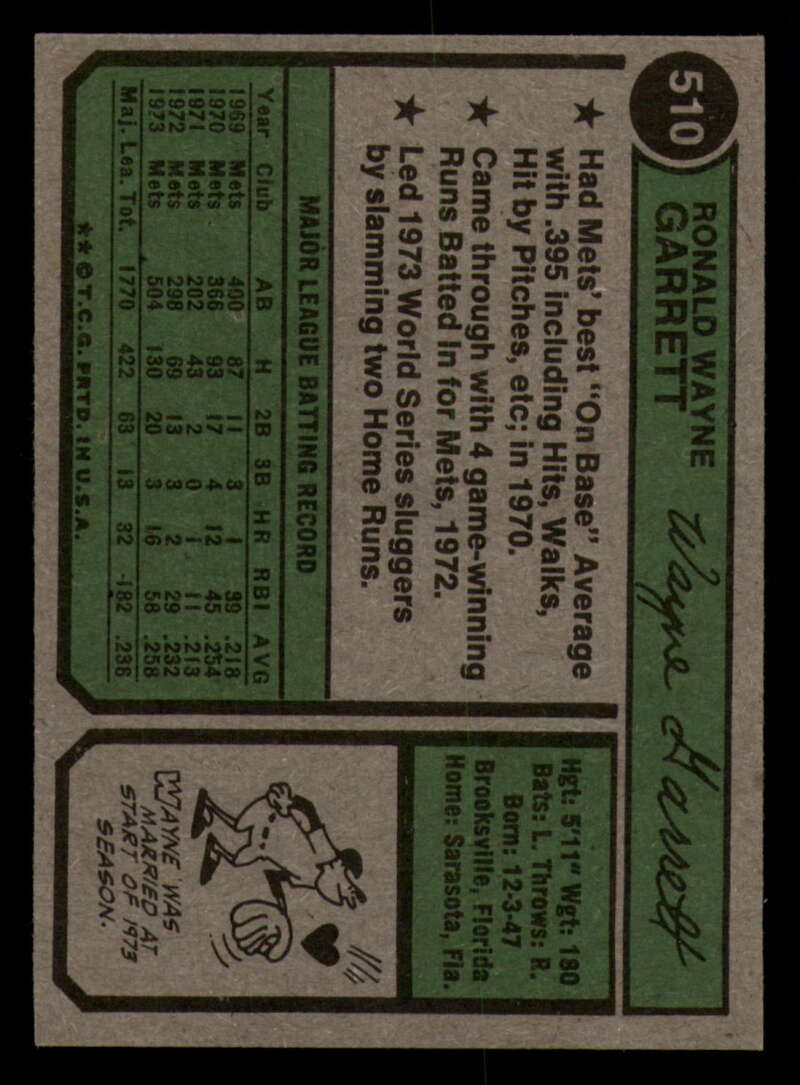 510
RONALD WAYNE
GARRETT
Wayne Garrett
★ Had Mets' best "On Base" Average
with .395 including Hits, Walks,
Hit by Pitches, etc; in 1970.
★ Came through with 4 game-winning
Runs Batted In for Mets, 1972.
★ Led 1973 World Series sluggers
by slamming two Home Runs.
MAJOR LEAGUE BATTING RECORD
Year Club AB H 2B 3B HR RBI AVG
1969 Mets 400 87 11 3 1 39 .218
1970 Mets 366 93 17 4 12 45 .254
1971 Mets 202 43 2 0 1 11 .213
1972 Mets 298 69 13 3 2 29 .232
1973 Mets 504 130 20 3 16 58 .258
Maj. Lea. Tot. 1770 422 63 13 32 182 .238
★★© T.C.G. PRTD. IN U.S.A.
Hgt: 5'11" Wgt: 180
Bats: L. Throws: R.
Born: 12-3-47
Brooksville, Florida
Home: Sarasota, Fla.
WAYNE WAS
MARRIED AT
START OF 1973
SEASON.